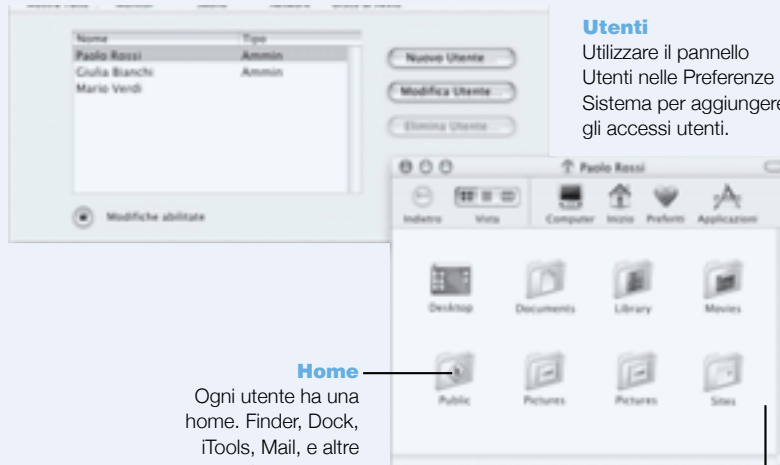 Nome Tipo
Paolo Rossi Ammin
Giulia Bianchi Ammin
Mario Verdi
Nuovo Utente
Modifica Utente
Elimina Utente
Modifiche abilitate
Utenti
Utilizzare il pannello
Utenti nelle Preferenze
Sistema per aggiungere
gli accessi utenti.
Paolo Rossi
Indietro Vista Computer Inizio Preferiti Applicazioni
Desktop Documents Library Movies
Public Pictures Pictures Sites
Home
Ogni utente ha una
home. Finder, Dock,
iTools, Mail, e altre